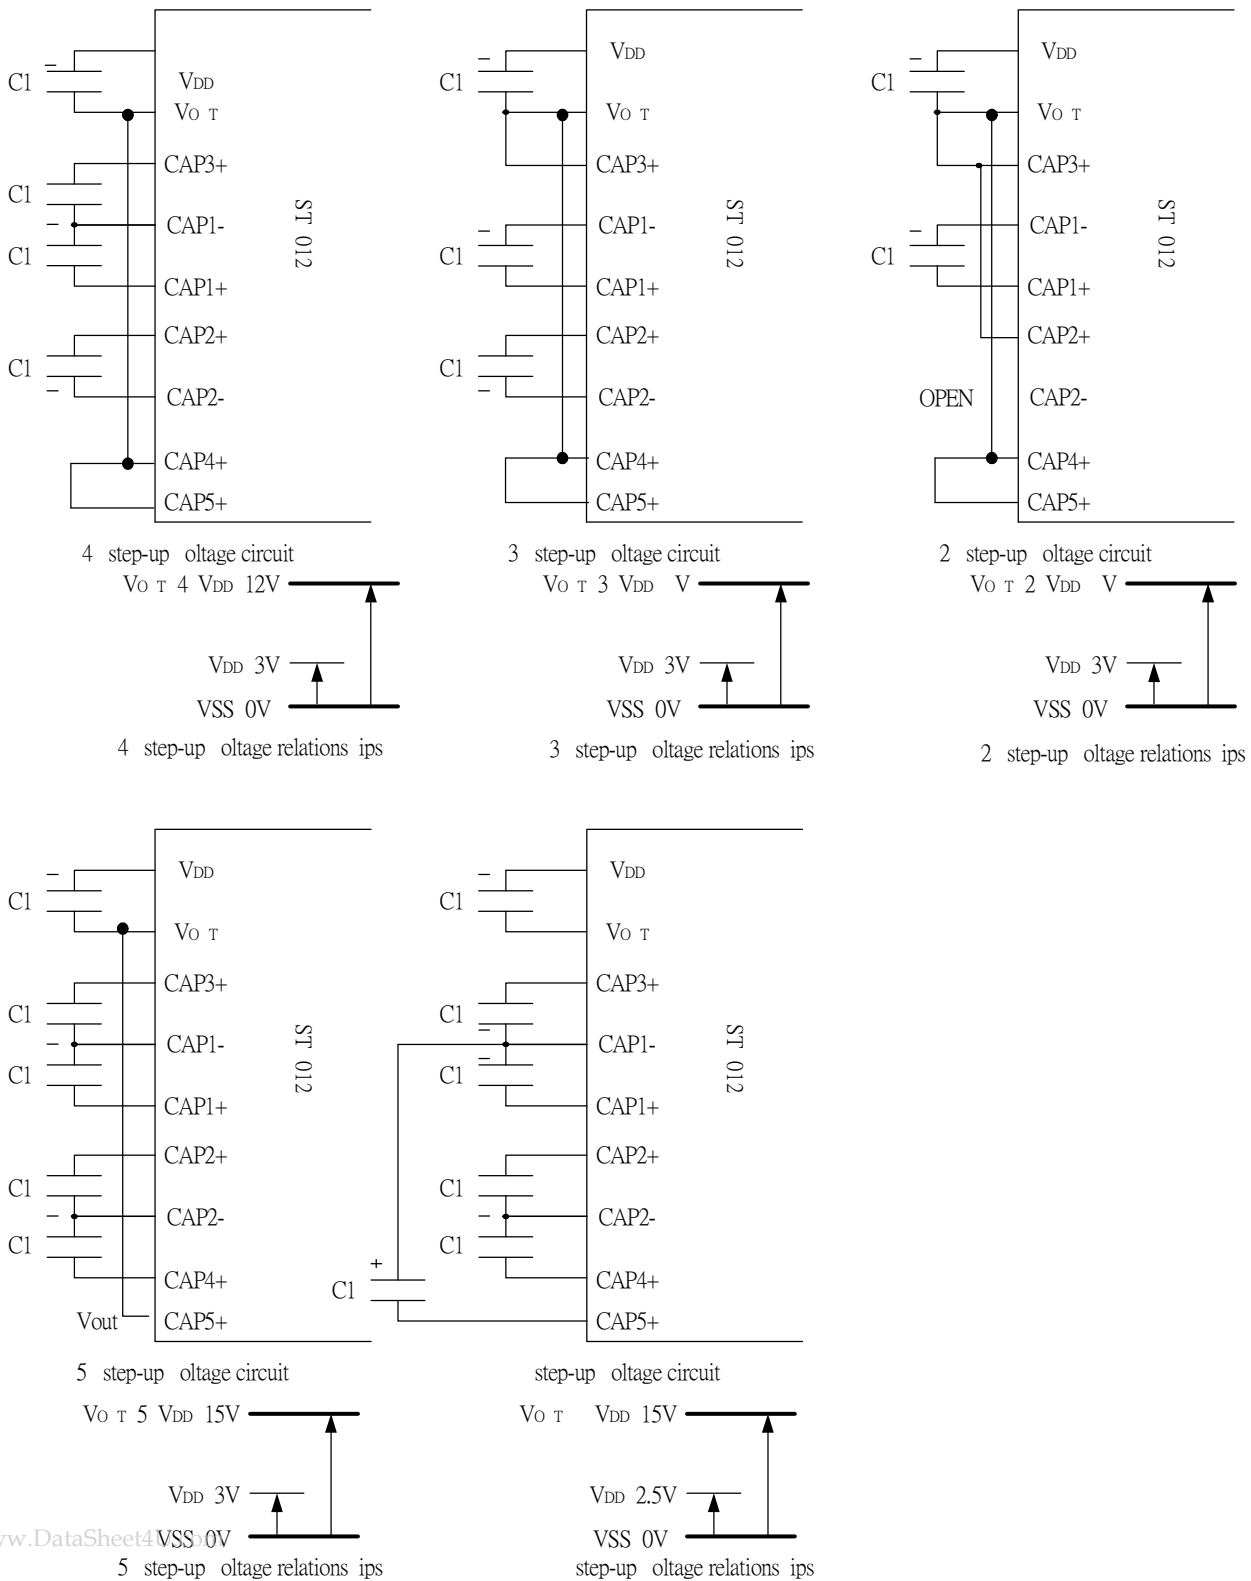 VDD
C1
VDD
VO T
CAP3+
C1
CAP1-
C1
CAP1+
CAP2+
C1
CAP2-
CAP4+
CAP5+
ST 012
4 step-up oltage circuit
VO T 4 VDD 12V
VDD 3V
VSS 0V
4 step-up oltage relations ips
VDD
C1
VO T
CAP3+
CAP1-
C1
CAP1+
CAP2+
C1
CAP2-
CAP4+
CAP5+
ST 012
3 step-up oltage circuit
VO T 3 VDD V
VDD 3V
VSS 0V
3 step-up oltage relations ips
VDD
C1
VO T
CAP3+
CAP1-
C1
CAP1+
CAP2+
OPEN
CAP2-
CAP4+
CAP5+
ST 012
2 step-up oltage circuit
VO T 2 VDD V
VDD 3V
VSS 0V
2 step-up oltage relations ips
VDD
C1
VO T
CAP3+
C1
CAP1-
C1
CAP1+
CAP2+
C1
CAP2-
C1
CAP4+
Vout
CAP5+
ST 012
5 step-up oltage circuit
VO T 5 VDD 15V
VDD 3V
VSS 0V
5 step-up oltage relations ips
VDD
C1
VO T
CAP3+
C1
CAP1-
C1
CAP1+
CAP2+
C1
CAP2-
C1
CAP4+
+
C1
CAP5+
ST 012
step-up oltage circuit
VO T VDD 15V
VDD 2.5V
VSS 0V
step-up oltage relations ips